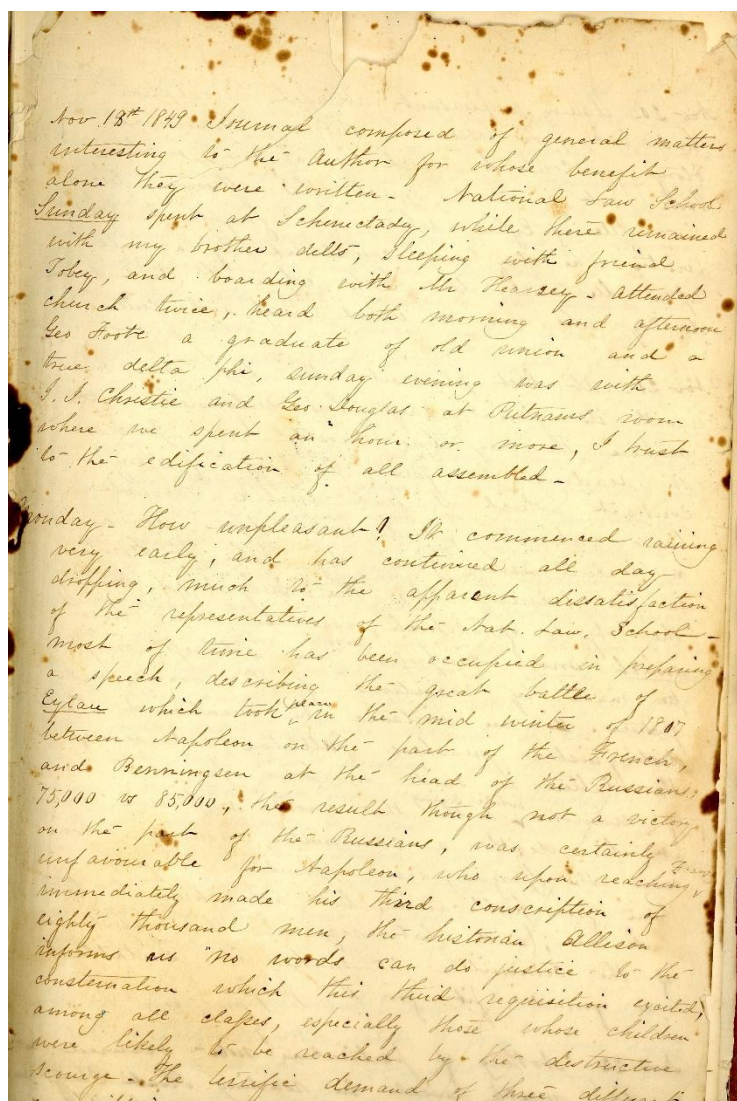 Nov. 18th 1849 Journal composed of general matters
interesting to the Author for whose benefit
alone they were written - National Law School
Sunday spent at Schenectady, while there remained
with my brother delts, sleeping with friend
Tobey, and boarding with Mr Hearsey - attended
church twice, heard both morning and afternoon
Geo Foote a graduate of old union and a
true delta phi, sunday evening was with
J. J. Christie and Geo. Douglas at Putnams room
where we spent an hour or more, I trust
to the edification of all assembled -
Monday - How unpleasant! It commenced raining
very early, and has continued all day
dropping, much to the apparent dissatisfaction
of the representatives of the Nat. Law. School -
most of time has been occupied in preparing
a speech, describing the great battle of
Eylau which took place in the mid winter of 1807
between Napoleon on the part of the French,
and Benningsen at the head of the Russians,
75,000 vs 85,000, the result though not a victory
on the part of the Russians, was certainly
unfavourable for Napoleon, who upon reaching
immediately made his third conscription of
eighty thousand men, the historian Allison
informs us "no words can do justice to the
consternation which this third requisition excited,
among all classes, especially those whose children
were likely to be reached by the destructive
scourge - The terrific demand of three